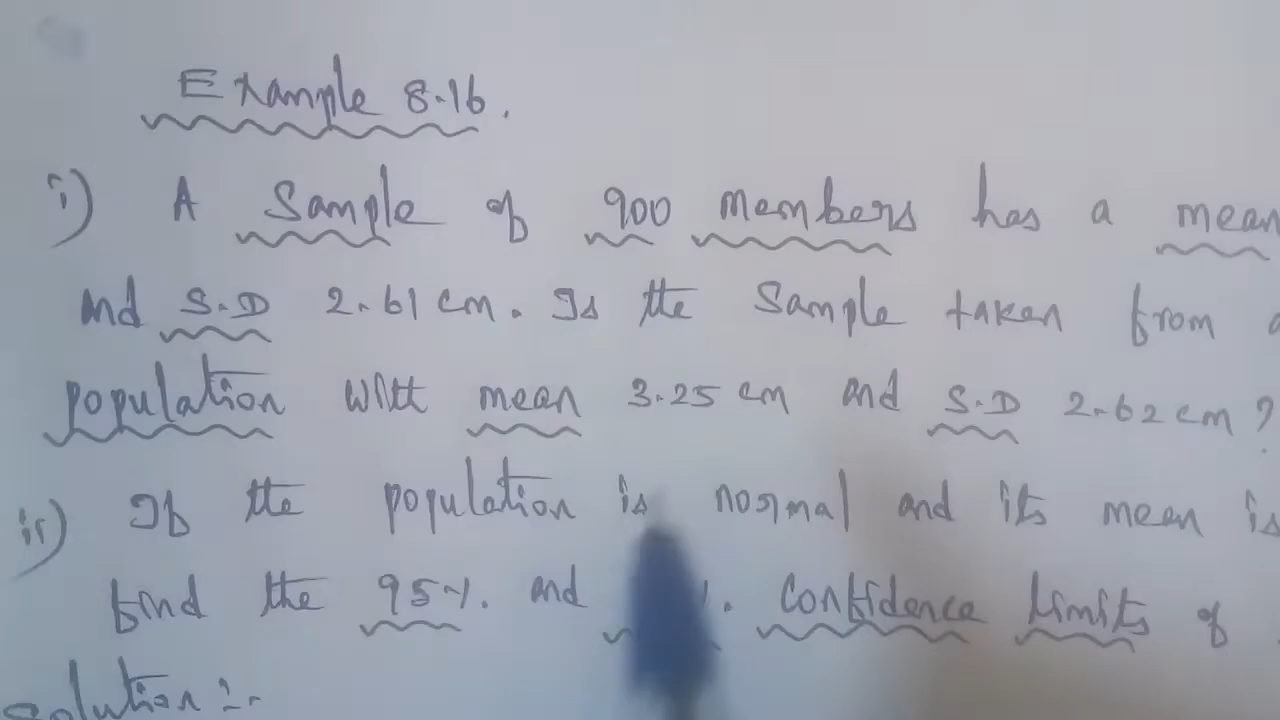 Example 8.16.
i) A Sample of 900 members has a mean
and S.D 2.61 cm. Is the Sample taken from a
population with mean 3.25 cm and S.D 2.62 cm?
ii) If the population is normal and its mean is
find the 95%. and %. confidence limits of
Solution :-